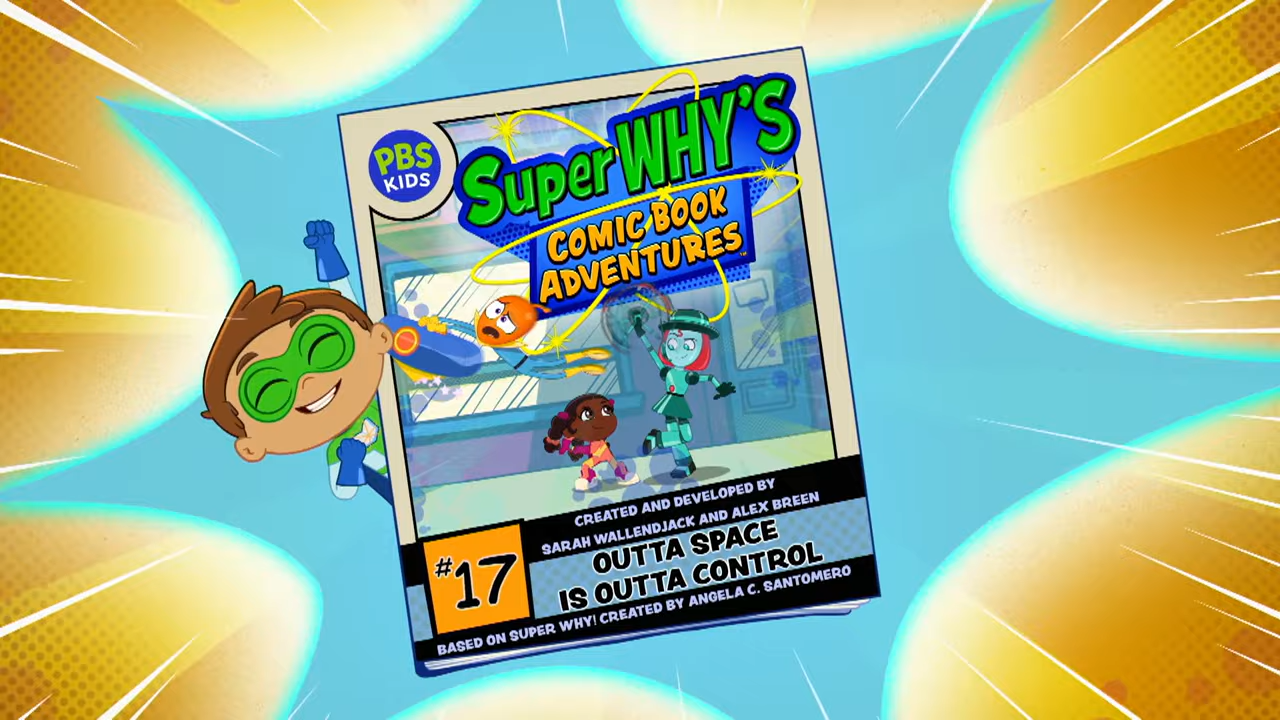 PBS
KIDS
Super WHY'S
COMIC BOOK
ADVENTURES™
CREATED AND DEVELOPED BY
SARAH WALLENDJACK AND ALEX BREEN
#17
OUTTA SPACE
IS OUTTA CONTROL
BASED ON SUPER WHY! CREATED BY ANGELA C. SANTOMERO